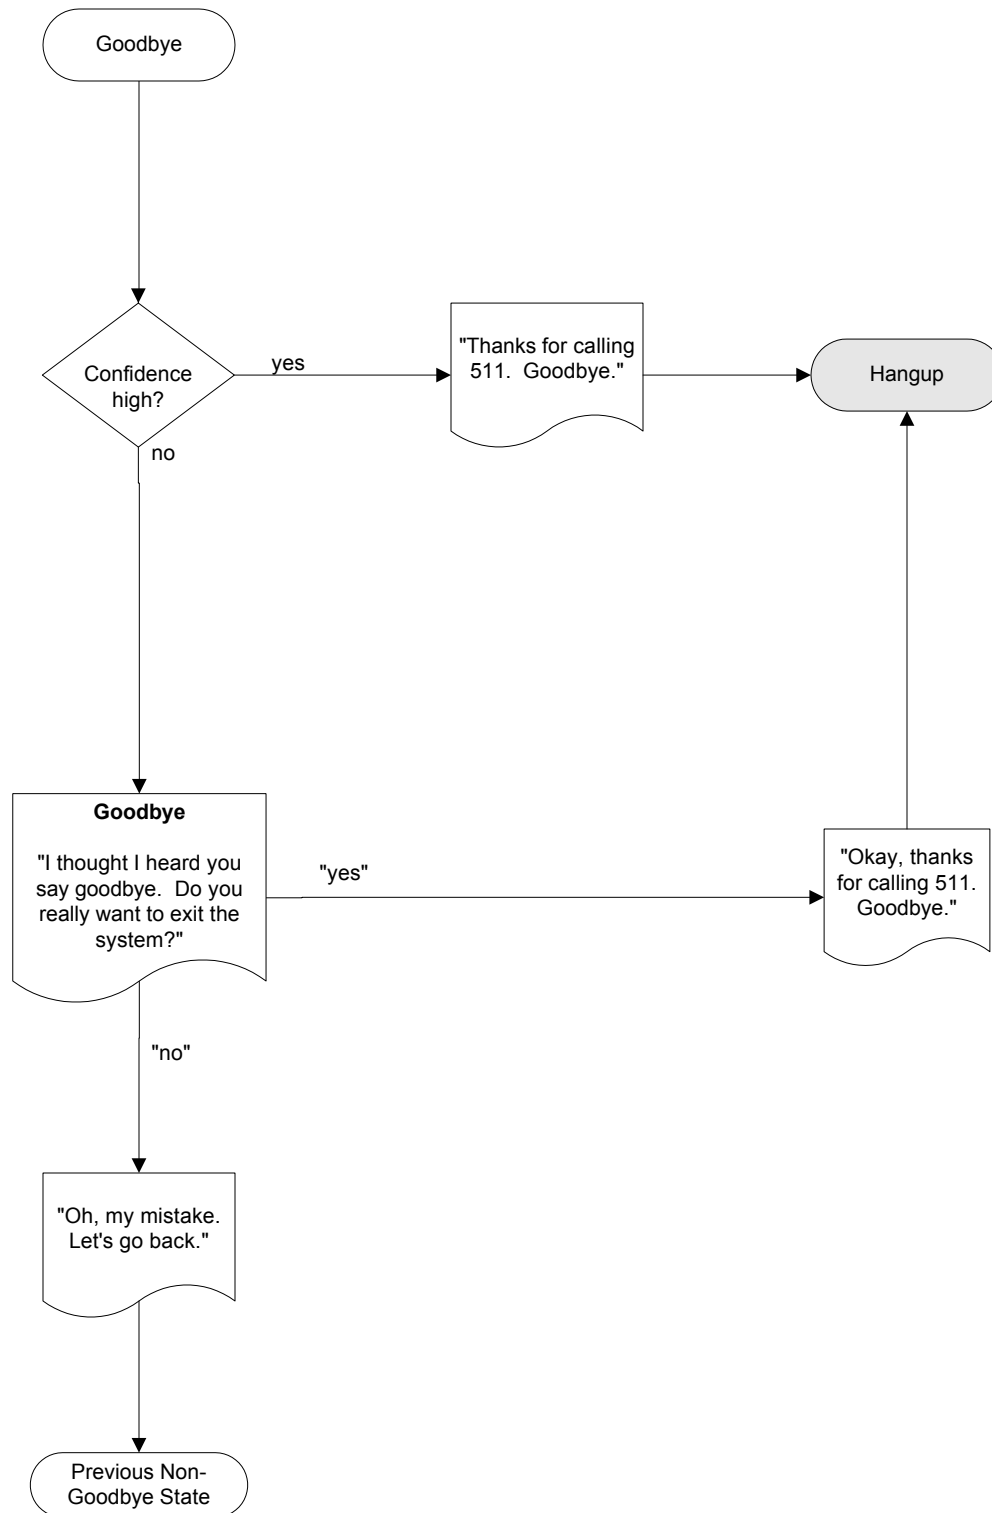 Goodbye
Confidence
high?
yes
no
"Thanks for calling
511.  Goodbye."
Hangup
Goodbye
"I thought I heard you
say goodbye.  Do you
really want to exit the
system?"
"yes"
"Okay, thanks
for calling 511.
Goodbye."
"no"
"Oh, my mistake.
Let's go back."
Previous Non-
Goodbye State